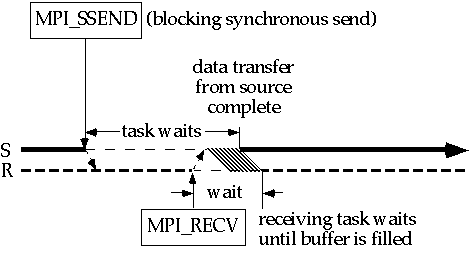 MPI_SSEND (blocking synchronous send)
data transfer
from source
complete
task waits
S
R
wait
MPI_RECV
receiving task waits
until buffer is filled